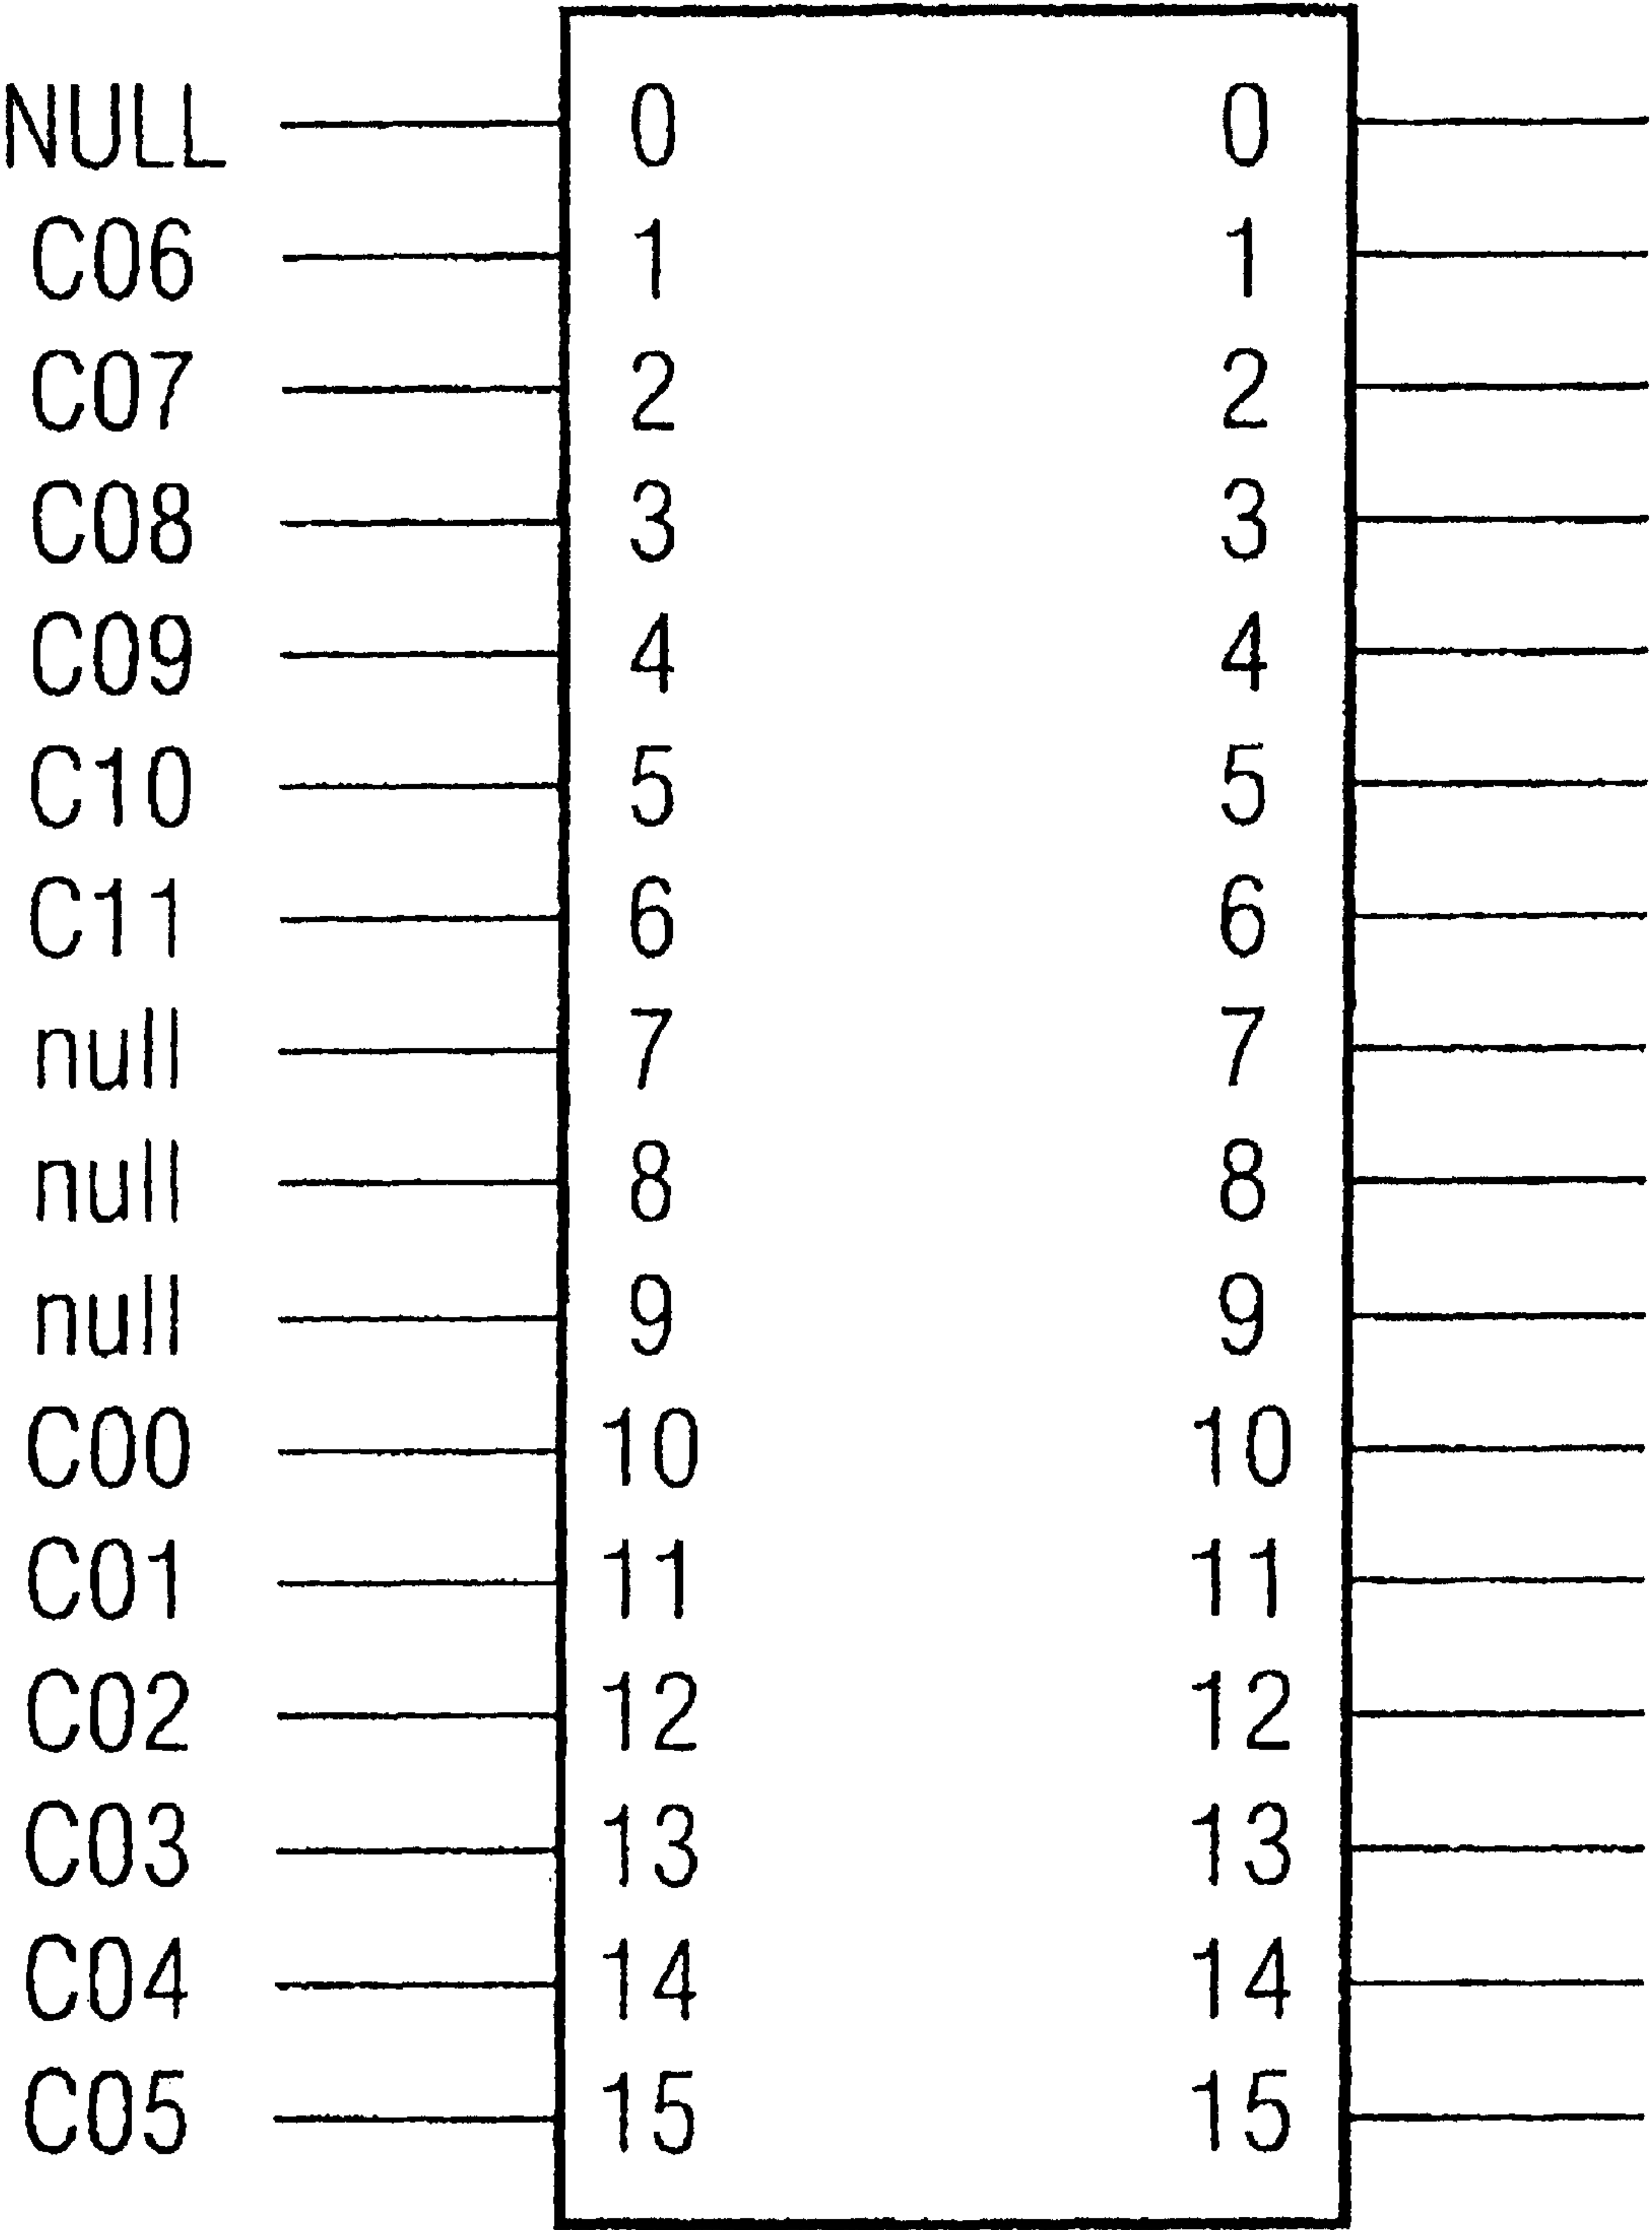 NULL 0 0
C06 1 1
C07 2 2
C08 3 3
C09 4 4
C10 5 5
C11 6 6
null 7 7
null 8 8
null 9 9
C00 10 10
C01 11 11
C02 12 12
C03 13 13
C04 14 14
C05 15 15